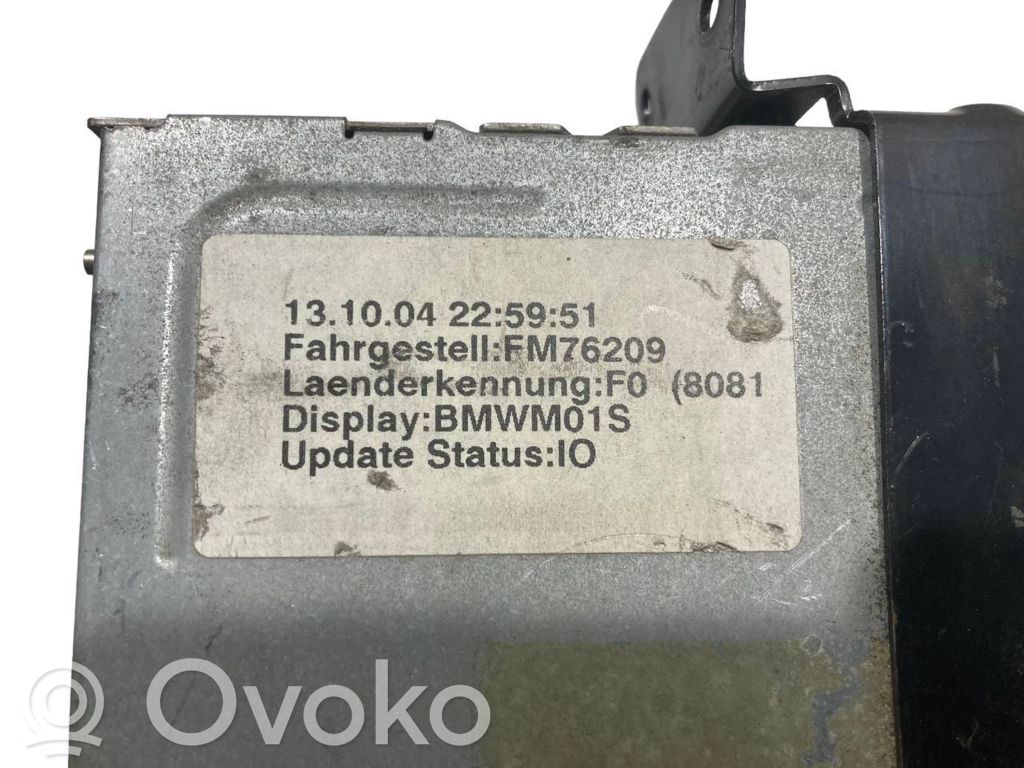 13.10.04 22:59:51
Fahrgestell:FM76209
Laenderkennung:F0 (8081
Display:BMWM01S
Update Status:IO
Ovoko